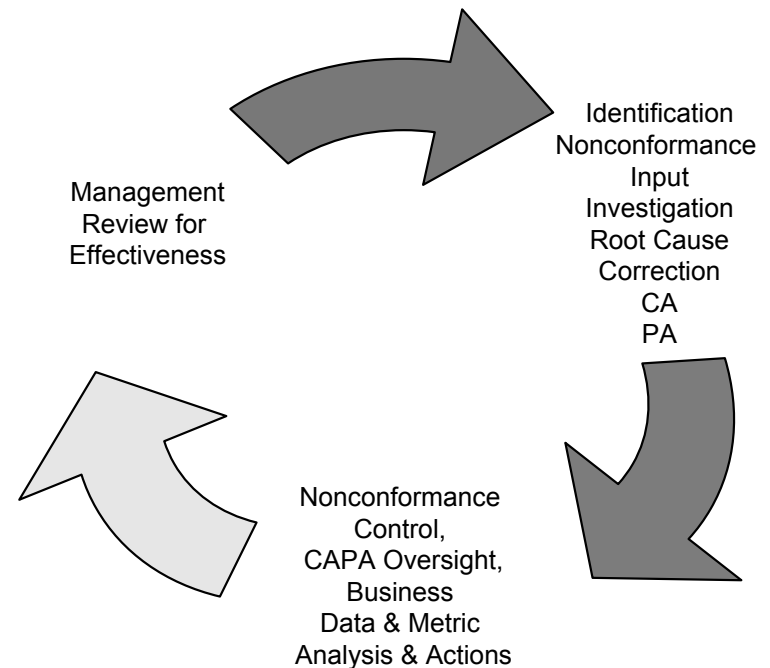 Management
Review for
Effectiveness
Identification
Nonconformance
Input
Investigation
Root Cause
Correction
CA
PA
Nonconformance
Control,
CAPA Oversight,
Business
Data & Metric
Analysis & Actions